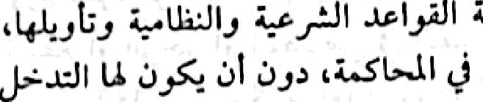 ة القواعد الشرعية والنظامية وتأويلها،
في المحاكمة، دون أن يكون لها التدخل